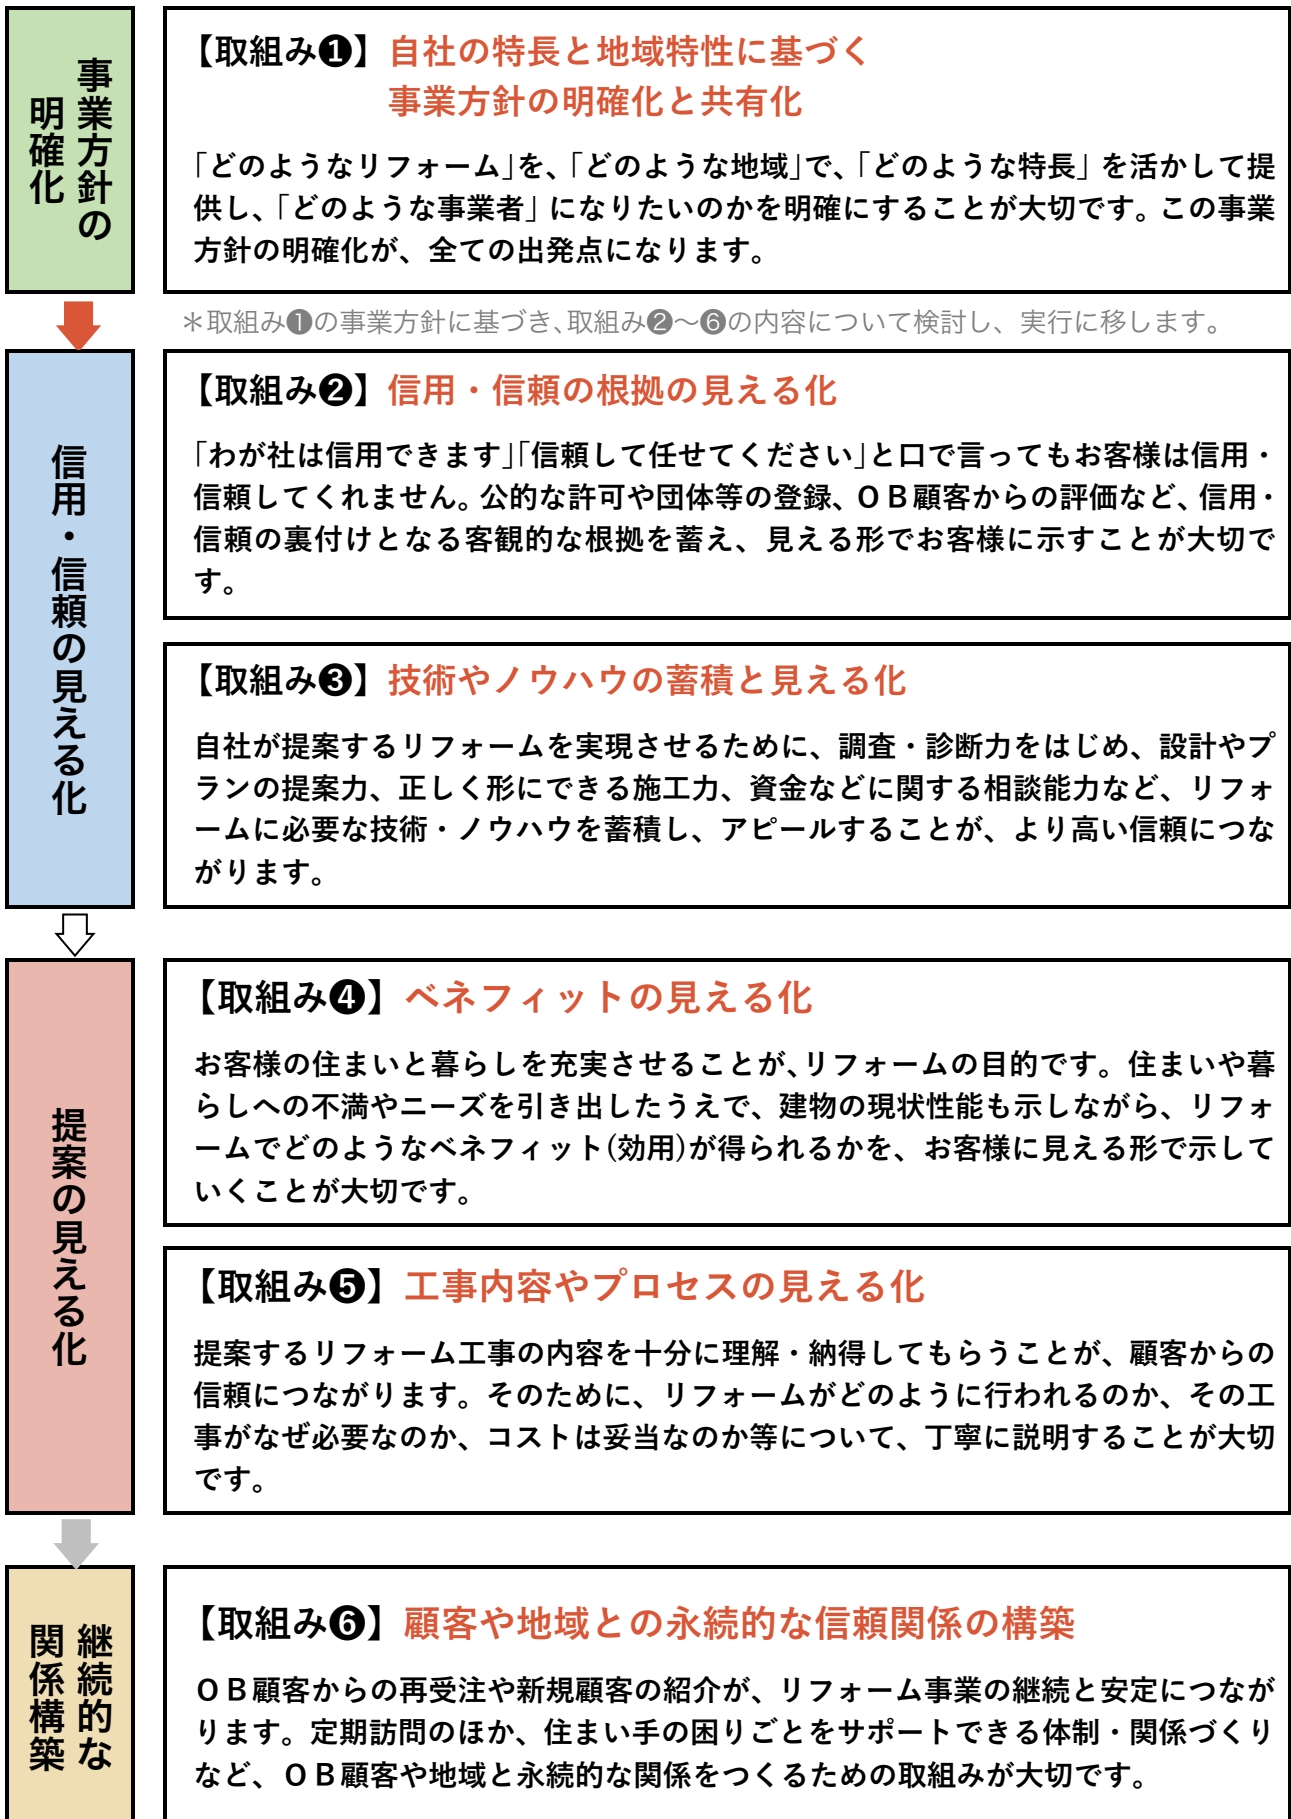 事業方針の
明確化
【取組み❶】自社の特長と地域特性に基づく
事業方針の明確化と共有化
「どのようなリフォーム」を、「どのような地域」で、「どのような特長」を活かして提
供し、「どのような事業者」になりたいのかを明確にすることが大切です。この事業
方針の明確化が、全ての出発点になります。
＊取組み❶の事業方針に基づき、取組み❷～❻の内容について検討し、実行に移します。
信用・信頼の見える化
【取組み❷】信用・信頼の根拠の見える化
「わが社は信用できます」「信頼して任せてください」と口で言ってもお客様は信用・
信頼してくれません。公的な許可や団体等の登録、ＯＢ顧客からの評価など、信用・
信頼の裏付けとなる客観的な根拠を蓄え、見える形でお客様に示すことが大切で
す。
【取組み❸】技術やノウハウの蓄積と見える化
自社が提案するリフォームを実現させるために、調査・診断力をはじめ、設計やプ
ランの提案力、正しく形にできる施工力、資金などに関する相談能力など、リフォ
ームに必要な技術・ノウハウを蓄積し、アピールすることが、より高い信頼につな
がります。
提案の見える化
【取組み❹】ベネフィットの見える化
お客様の住まいと暮らしを充実させることが、リフォームの目的です。住まいや暮
らしへの不満やニーズを引き出したうえで、建物の現状性能も示しながら、リフォ
ームでどのようなベネフィット(効用)が得られるかを、お客様に見える形で示して
いくことが大切です。
【取組み❺】工事内容やプロセスの見える化
提案するリフォーム工事の内容を十分に理解・納得してもらうことが、顧客からの
信頼につながります。そのために、リフォームがどのように行われるのか、その工
事がなぜ必要なのか、コストは妥当なのか等について、丁寧に説明することが大切
です。
継続的な
関係構築
【取組み❻】顧客や地域との永続的な信頼関係の構築
ＯＢ顧客からの再受注や新規顧客の紹介が、リフォーム事業の継続と安定につなが
ります。定期訪問のほか、住まい手の困りごとをサポートできる体制・関係づくり
など、ＯＢ顧客や地域と永続的な関係をつくるための取組みが大切です。